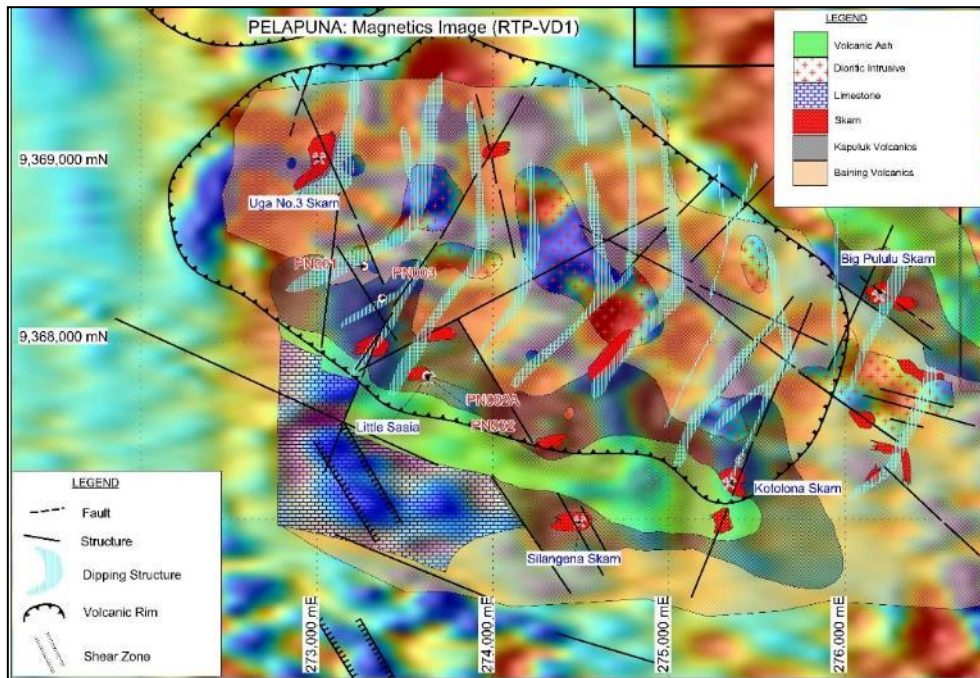 PELAPUNA: Magnetics Image (RTP-VD1)
LEGEND
Volcanic Ash
Dioritic Intrusive
Limestone
Skarn
Kapuluk Volcanics
Baining Volcanics
9,369,000 mN
Uga No.3 Skarn
Big Pululu Skarn
PN001
PN003
9,368,000 mN
PN002A
PN002
Little Saaia
Kotolona Skarn
Silangena Skarn
LEGEND
Fault
Structure
Dipping Structure
Volcanic Rim
Shear Zone
273,000 mE
274,000 mE
275,000 mE
276,000 mE